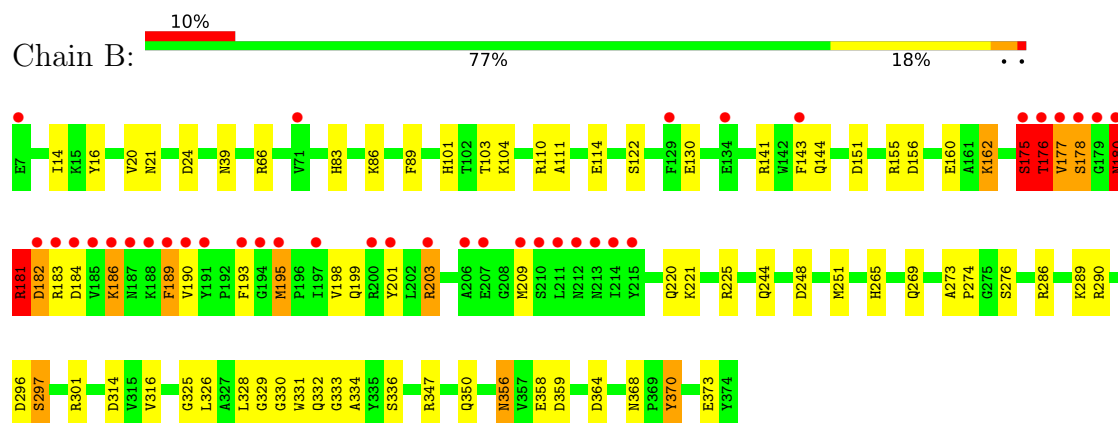 10%
Chain B:
77% 18% . .
E7 I14 K15 Y16 V20 N21 D24 N39 R66 V71 H83 K86 F89 H101 T102 T103 K104 R110 A111 E114 S122 F129 E130 E134 R141 W142 F143 Q144 D151 R155 D156 E160 A161 K162 S175 T176 V177 S178 G179 N180
R181 D182 R183 D184 V185 K186 N187 K188 F189 V190 Y191 P192 F193 G194 M195 P196 I197 V198 Q199 R200 Y201 L202 R203 A206 E207 G208 M209 S210 L211 N212 N213 I214 Y215 Q220 K221 R225 Q244 D248 M251 H265 Q269 A273 P274 G275 S276 R286 K289 R290
D296 S297 R301 D314 V315 V316 G325 L326 A327 L328 G329 G330 W331 Q332 G333 A334 Y335 S336 R347 Q350 N356 V357 E358 D359 D364 N368 P369 Y370 E373 Y374